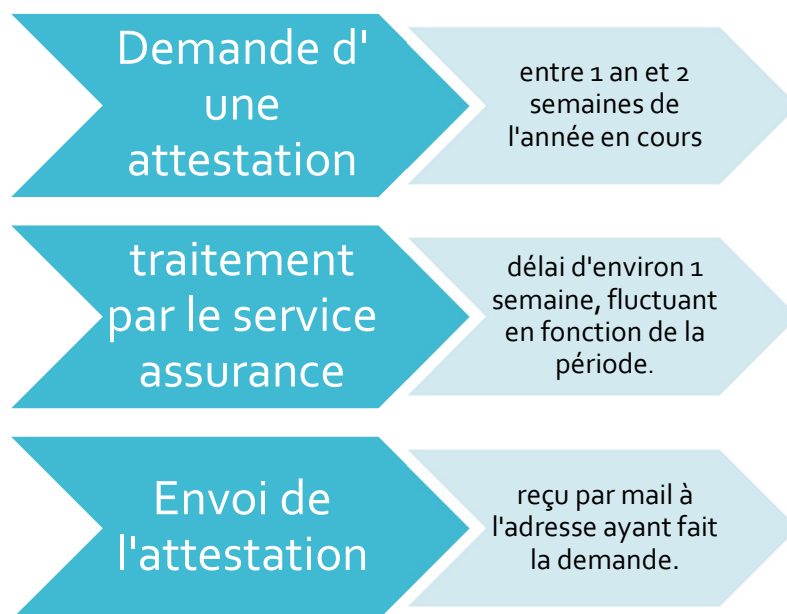 Demande d'
une
attestation
entre 1 an et 2
semaines de
l'année en cours
traitement
par le service
assurance
délai d'environ 1
semaine, fluctuant
en fonction de la
période.
Envoi de
l'attestation
reçu par mail à
l'adresse ayant fait
la demande.